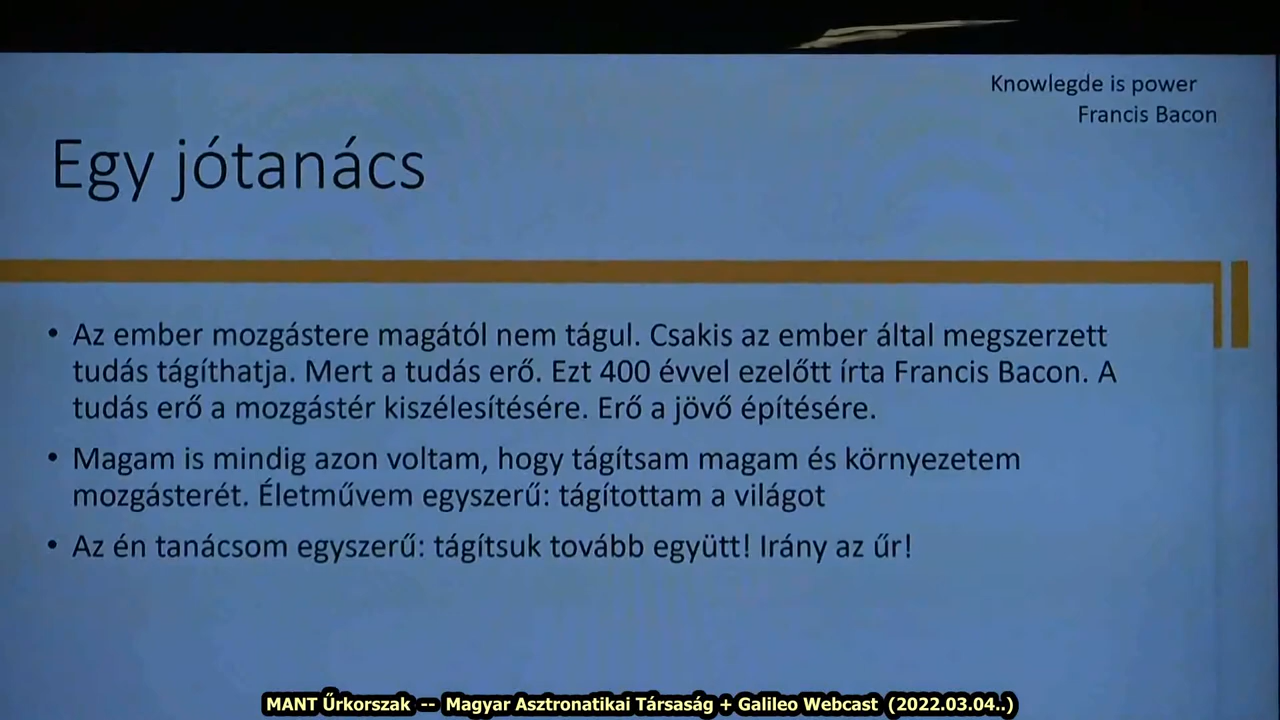 Knowlegde is power
Francis Bacon
Egy jótanács
• Az ember mozgástere magától nem tágul. Csakis az ember által megszerzett
tudás tágíthatja. Mert a tudás erő. Ezt 400 évvel ezelőtt írta Francis Bacon. A
tudás erő a mozgástér kiszélesítésére. Erő a jövő építésére.
• Magam is mindig azon voltam, hogy tágítsam magam és környezetem
mozgásterét. Életművem egyszerű: tágítottam a világot
• Az én tanácsom egyszerű: tágítsuk tovább együtt! Irány az űr!
MANT Űrkorszak -- Magyar Asztronatikai Társaság + Galileo Webcast (2022.03.04..)